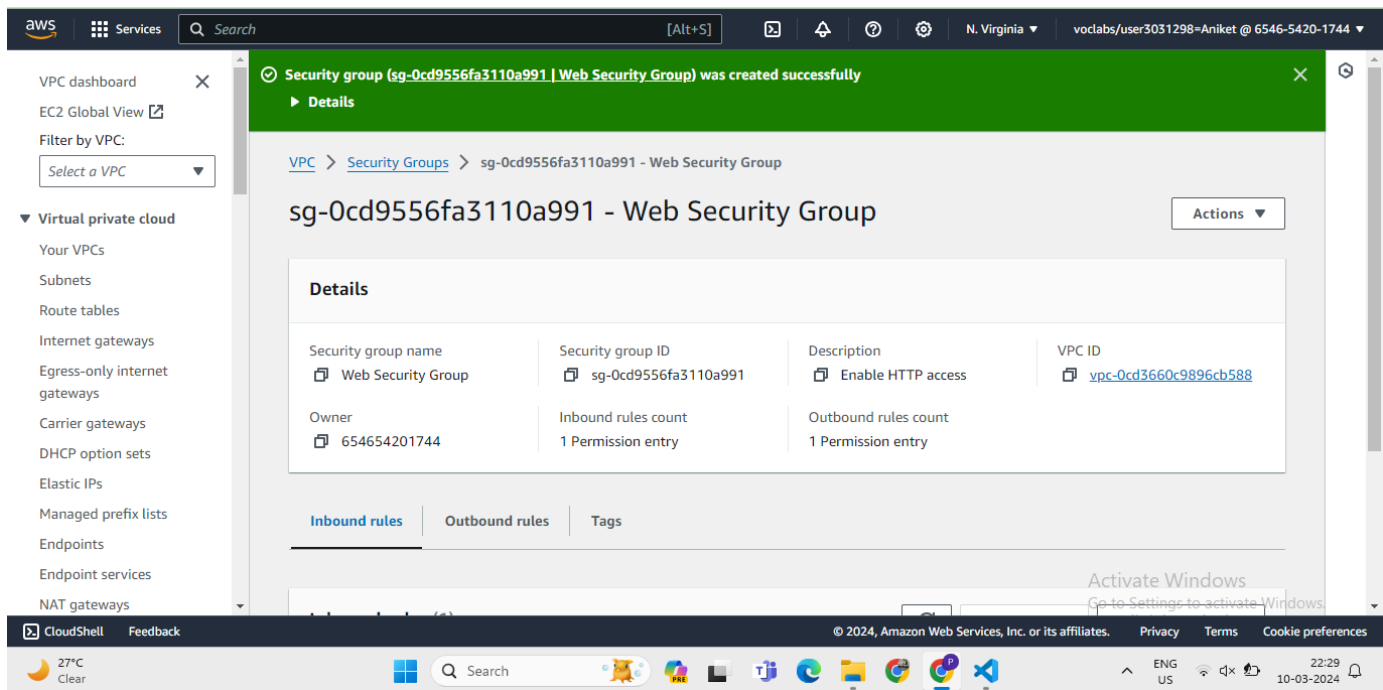 aws
Services
Search
[Alt+S]
N. Virginia
voclabs/user3031298=Aniket @ 6546-5420-1744
VPC dashboard
EC2 Global View
Filter by VPC:
Select a VPC
Virtual private cloud
Your VPCs
Subnets
Route tables
Internet gateways
Egress-only internet
gateways
Carrier gateways
DHCP option sets
Elastic IPs
Managed prefix lists
Endpoints
Endpoint services
NAT gateways
Security group (sg-0cd9556fa3110a991 | Web Security Group) was created successfully
Details
VPC > Security Groups > sg-0cd9556fa3110a991 - Web Security Group
sg-0cd9556fa3110a991 - Web Security Group
Actions
Details
Security group name
Web Security Group
Security group ID
sg-0cd9556fa3110a991
Description
Enable HTTP access
VPC ID
vpc-0cd3660c9896cb588
Owner
654654201744
Inbound rules count
1 Permission entry
Outbound rules count
1 Permission entry
Inbound rules
Outbound rules
Tags
Activate Windows
Go to Settings to activate Windows.
CloudShell
Feedback
© 2024, Amazon Web Services, Inc. or its affiliates.
Privacy
Terms
Cookie preferences
27°C
Clear
Search
PRE
P
ENG
US
22:29
10-03-2024